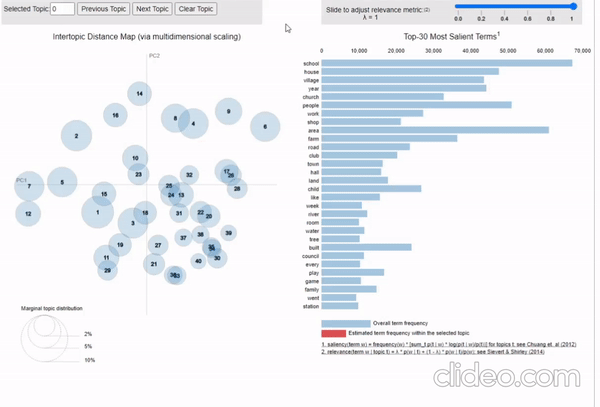 Selected Topic: 0 Previous Topic Next Topic Clear Topic
Slide to adjust relevance metric:(2)
λ = 1
0.0 0.2 0.4 0.6 0.8 1
Intertopic Distance Map (via multidimensional scaling)
PC2
PC1
14
16
8
4
9
6
2
10
23
5
7
12
15
1
3
18
25
24
13
32
17
26
28
31
22
20
19
27
37
38
39
11
29
21
40
30
Marginal topic distribution
2%
5%
10%
Top-30 Most Salient Terms1
0 10,000 20,000 30,000 40,000 50,000 60,000 70,000
school
house
village
year
church
people
work
shop
area
farm
road
club
town
hall
land
child
like
week
river
room
water
tree
built
council
every
play
game
family
went
station
Overall term frequency
Estimated term frequency within the selected topic
1. saliency(term w) = frequency(w) * [sum_t p(t | w) * log(p(t | w)/p(t))] for topics t; see Chuang et. al (2012)
2. relevance(term w | topic t) = λ * p(w | t) + (1 - λ) * p(w | t)/p(w); see Sievert & Shirley (2014)
clideo.com